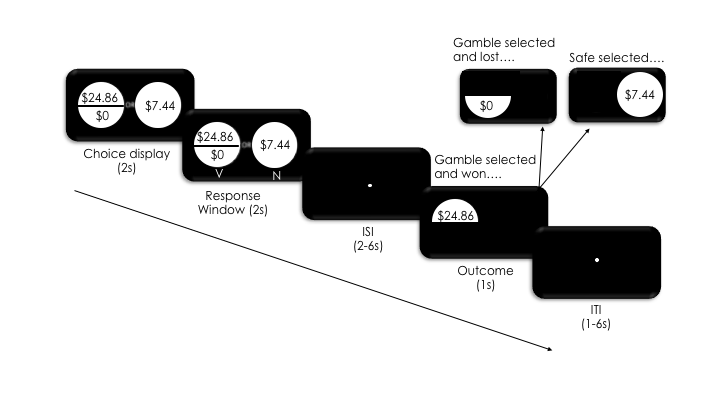 Gamble selected
and lost....
Safe selected....
$0
$7.44
$24.86
$0
OR
$7.44
Choice display
(2s)
$24.86
$0
OR
$7.44
V
N
Response
Window (2s)
ISI
(2-6s)
Gamble selected
and won....
$24.86
Outcome
(1s)
ITI
(1-6s)